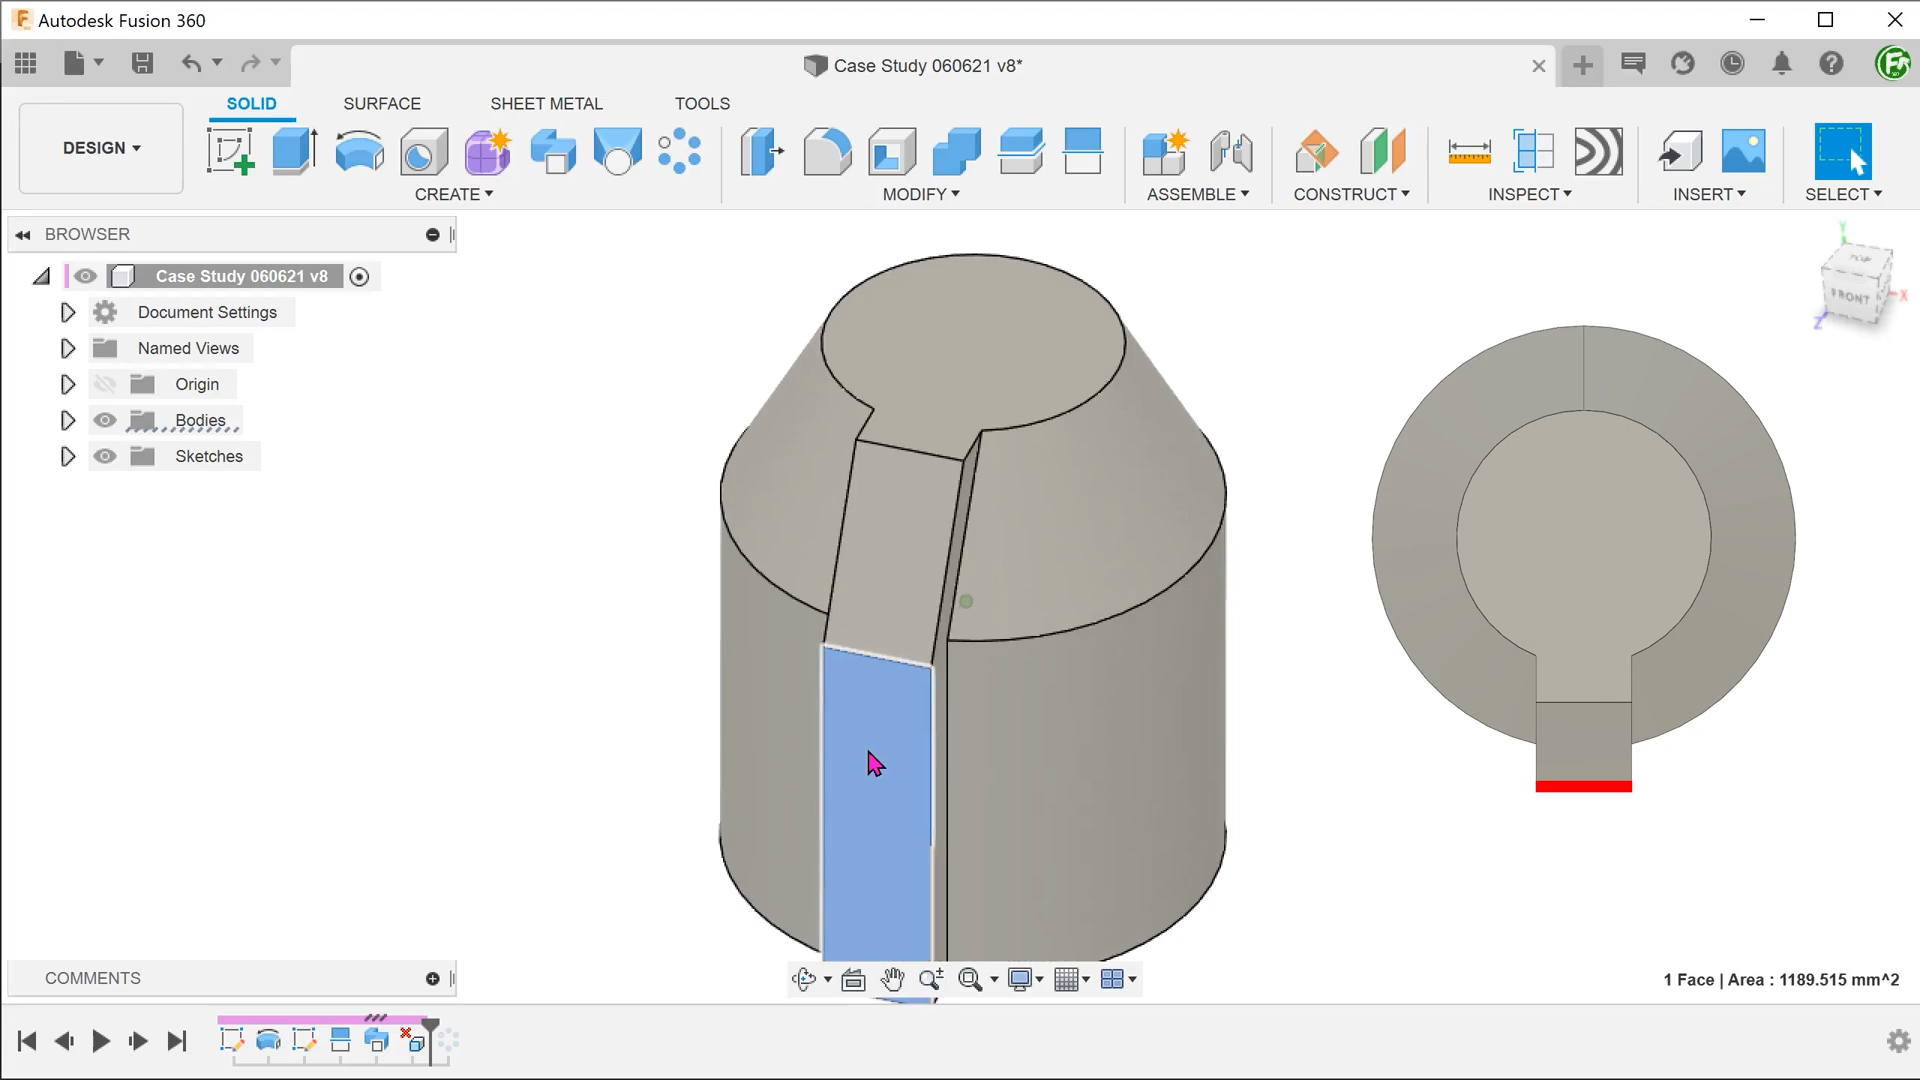 Autodesk Fusion 360
Case Study 060621 v8*
DESIGN
SOLID
SURFACE
SHEET METAL
TOOLS
CREATE
MODIFY
ASSEMBLE
CONSTRUCT
INSPECT
INSERT
SELECT
BROWSER
Case Study 060621 v8
Document Settings
Named Views
Origin
Bodies
Sketches
Y
TOP
FRONT
X
Z
COMMENTS
1 Face | Area : 1189.515 mm^2